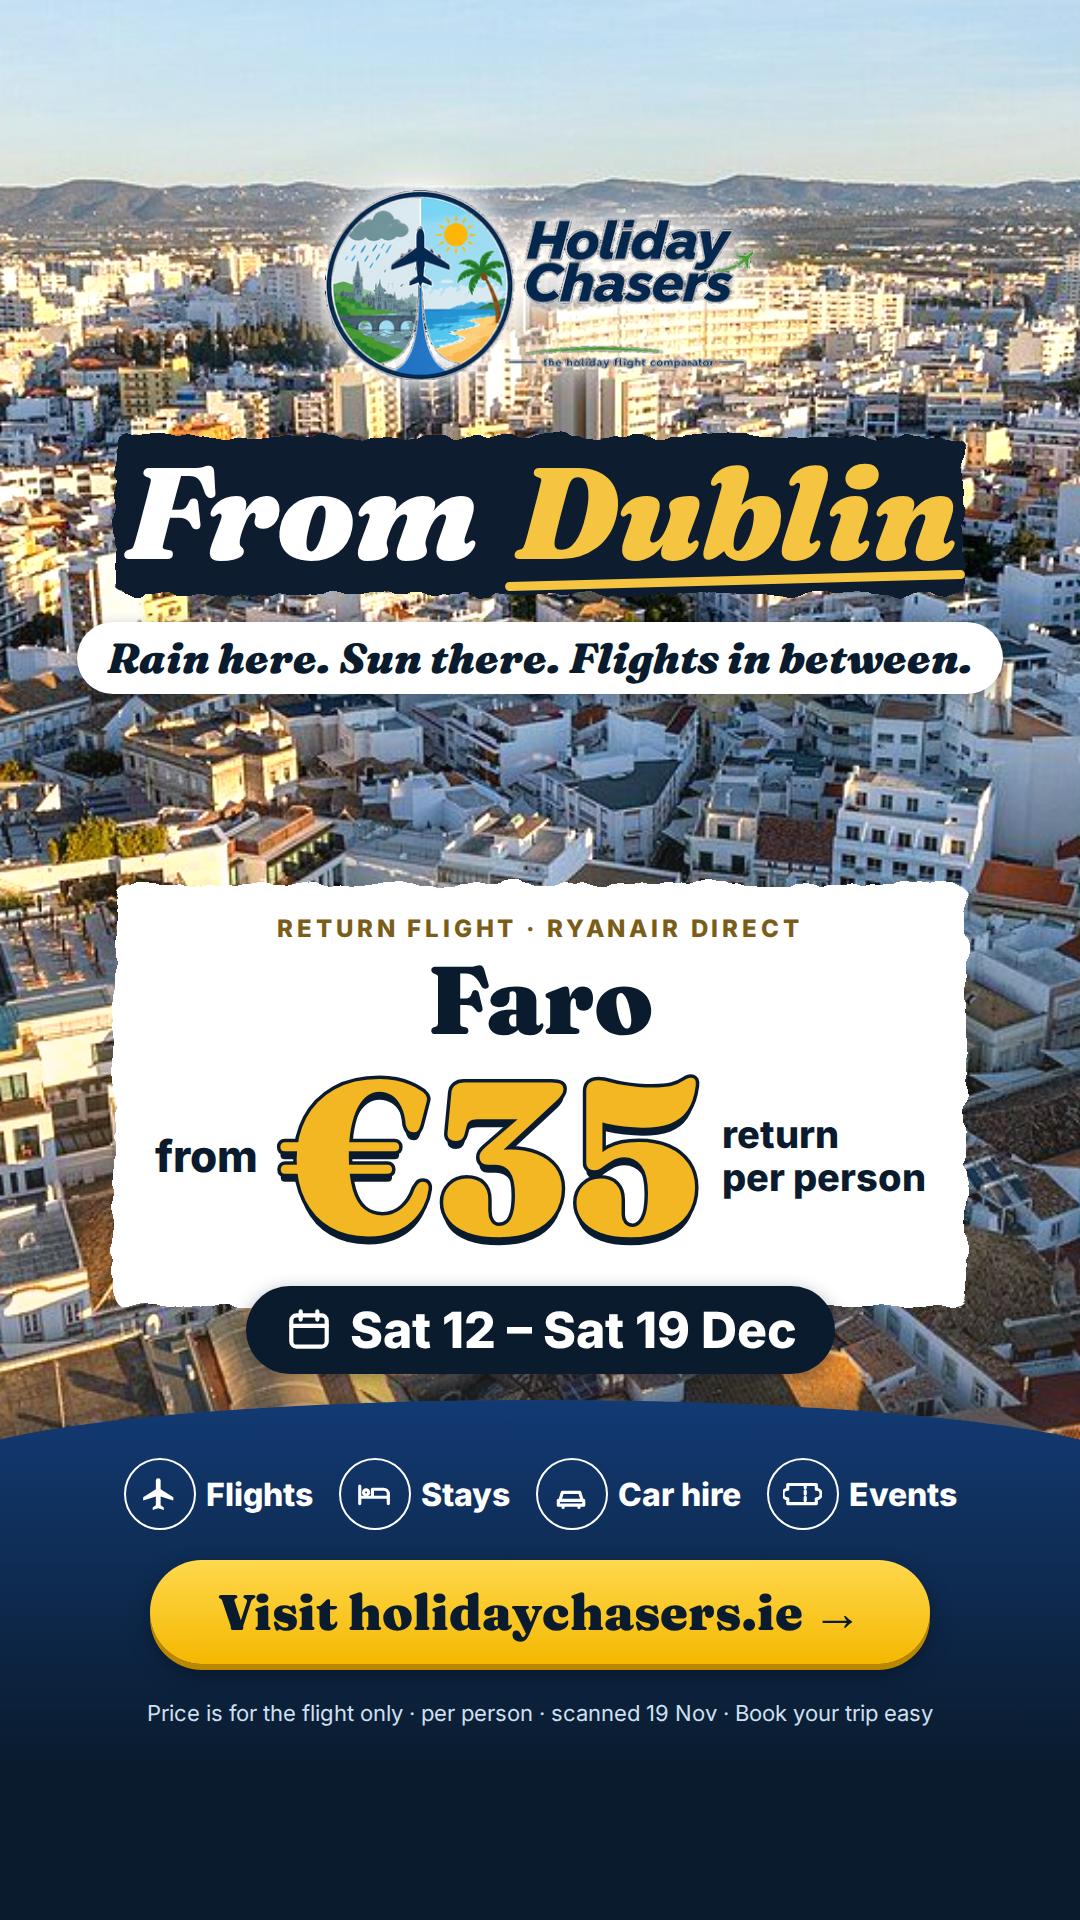 Holiday
Chasers
the holiday flight comparator
From Dublin
Rain here. Sun there. Flights in between.
RETURN FLIGHT · RYANAIR DIRECT
Faro
from €35 return
per person
Sat 12 – Sat 19 Dec
Flights Stays Car hire Events
Visit holidaychasers.ie →
Price is for the flight only · per person · scanned 19 Nov · Book your trip easy